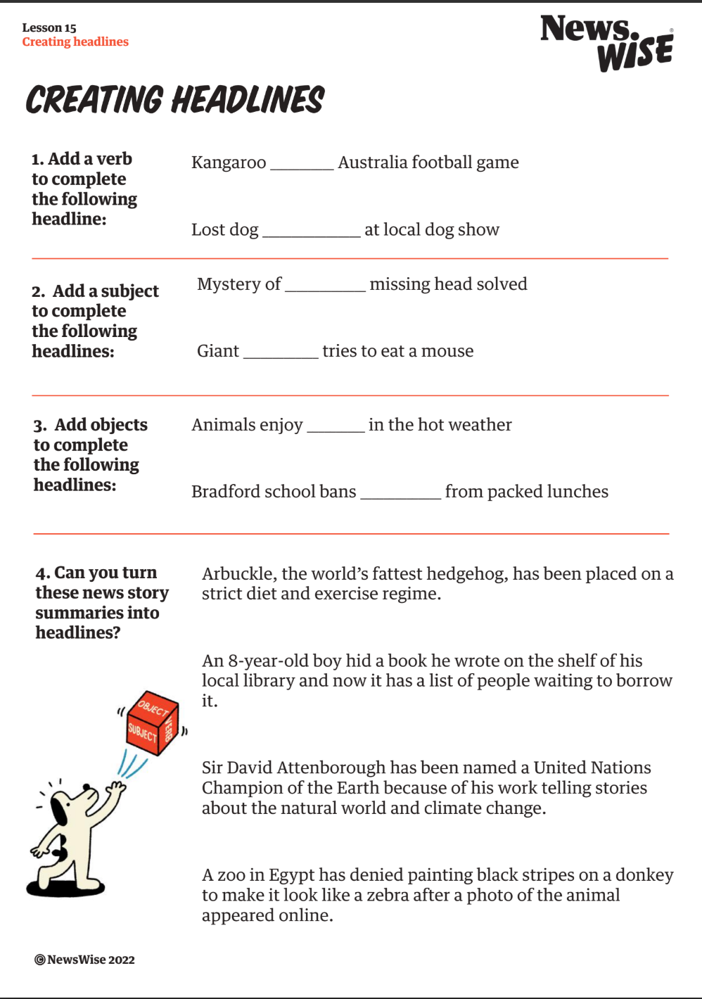 Lesson 15
Creating headlines
News.
WISE®
CREATING HEADLINES
1. Add a verb
to complete
the following
headline:
Kangaroo ________ Australia football game
Lost dog ____________ at local dog show
2. Add a subject
to complete
the following
headlines:
Mystery of __________ missing head solved
Giant _________ tries to eat a mouse
3. Add objects
to complete
the following
headlines:
Animals enjoy _______ in the hot weather
Bradford school bans __________ from packed lunches
4. Can you turn
these news story
summaries into
headlines?
Arbuckle, the world’s fattest hedgehog, has been placed on a
strict diet and exercise regime.
An 8-year-old boy hid a book he wrote on the shelf of his
local library and now it has a list of people waiting to borrow
it.
Sir David Attenborough has been named a United Nations
Champion of the Earth because of his work telling stories
about the natural world and climate change.
A zoo in Egypt has denied painting black stripes on a donkey
to make it look like a zebra after a photo of the animal
appeared online.
OBJECT
SUBJECT
VERB
© NewsWise 2022